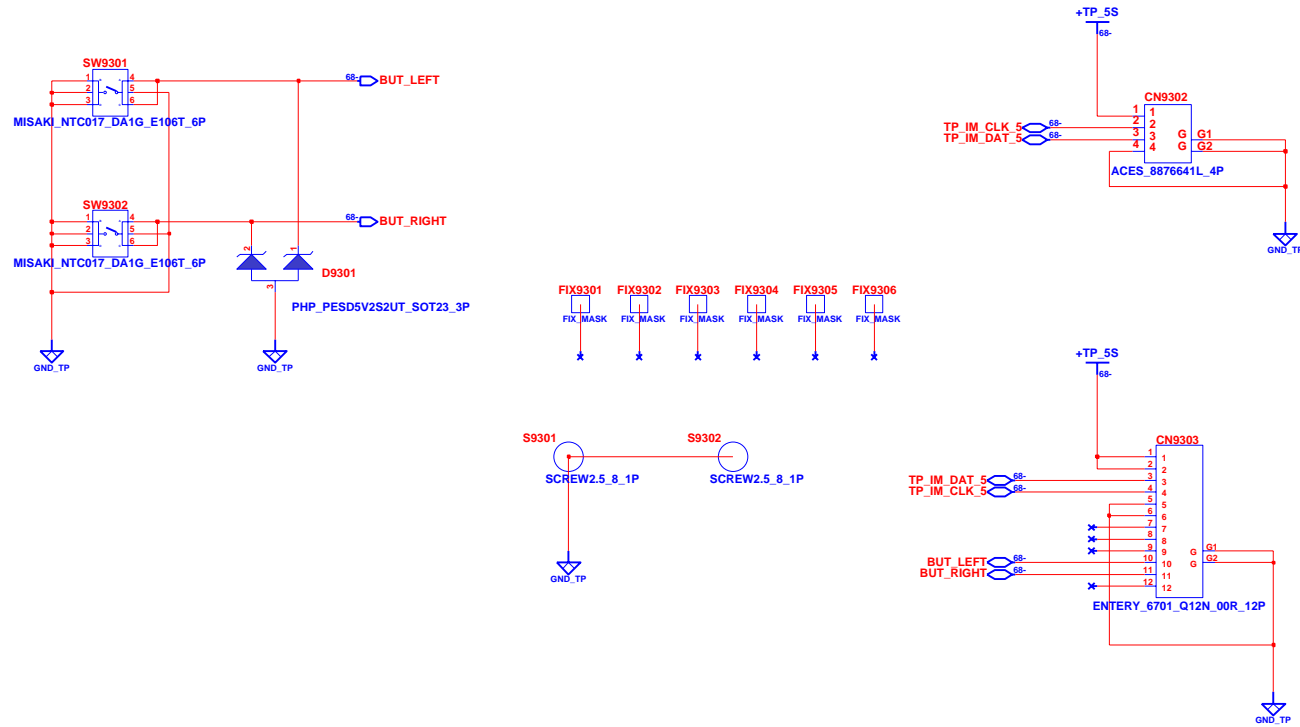 SW9301
1 4
2 5
3 6
MISAKI_NTC017_DA1G_E106T_6P
68- BUT_LEFT
SW9302
1 4
2 5
3 6
MISAKI_NTC017_DA1G_E106T_6P
68- BUT_RIGHT
2 1
D9301
3
PHP_PESD5V2S2UT_SOT23_3P
GND_TP
GND_TP
FIX9301 FIX9302 FIX9303 FIX9304 FIX9305 FIX9306
FIX_MASK FIX_MASK FIX_MASK FIX_MASK FIX_MASK FIX_MASK
S9301 S9302
SCREW2.5_8_1P SCREW2.5_8_1P
GND_TP
+TP_5S
68-
CN9302
1 1
TP_IM_CLK_5 68- 2 2
TP_IM_DAT_5 68- 3 3 G G1
4 4 G G2
ACES_8876641L_4P
GND_TP
+TP_5S
68-
CN9303
1 1
2 2
TP_IM_DAT_5 68- 3 3
TP_IM_CLK_5 68- 4 4
5 5
6 6
7 7
8 8
9 9 G G1
BUT_LEFT 68- 10 10 G G2
BUT_RIGHT 68- 11 11
12 12
ENTERY_6701_Q12N_00R_12P
GND_TP